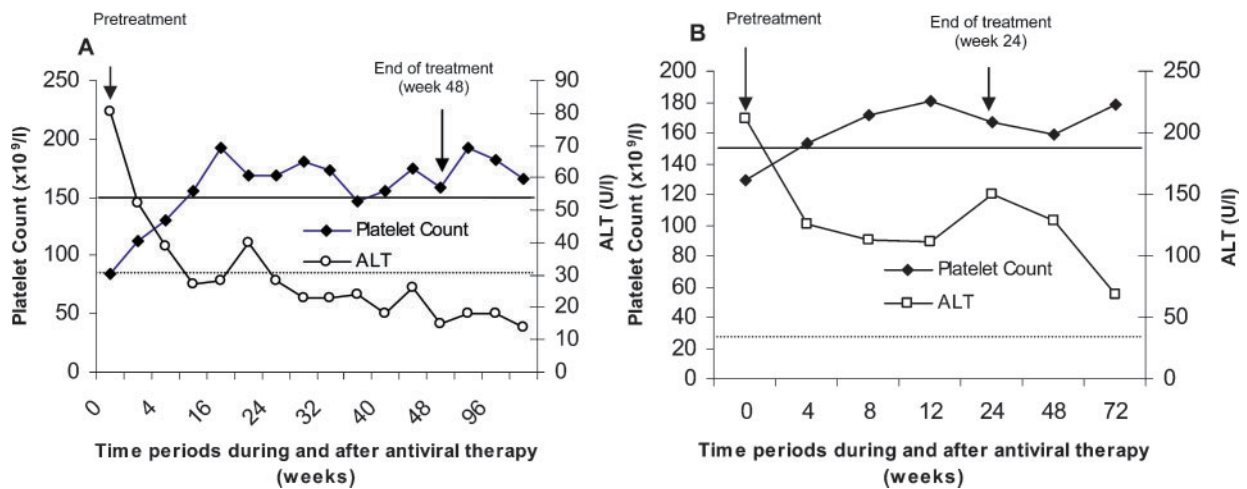 Pretreatment
A
End of treatment
(week 48)
Platelet Count (x10⁹/l)
250
200
150
100
50
0
Platelet Count
ALT
90
80
70
60
50
40
30
20
10
0
ALT (U/l)
0
4
16
24
32
40
48
96
Time periods during and after antiviral therapy
(weeks)
Pretreatment
B
End of treatment
(week 24)
Platelet Count (x10⁹/l)
200
180
160
140
120
100
80
60
40
20
0
Platelet Count
ALT
250
200
150
100
50
0
ALT (U/l)
0
4
8
12
24
48
72
Time periods during and after antiviral therapy
(weeks)